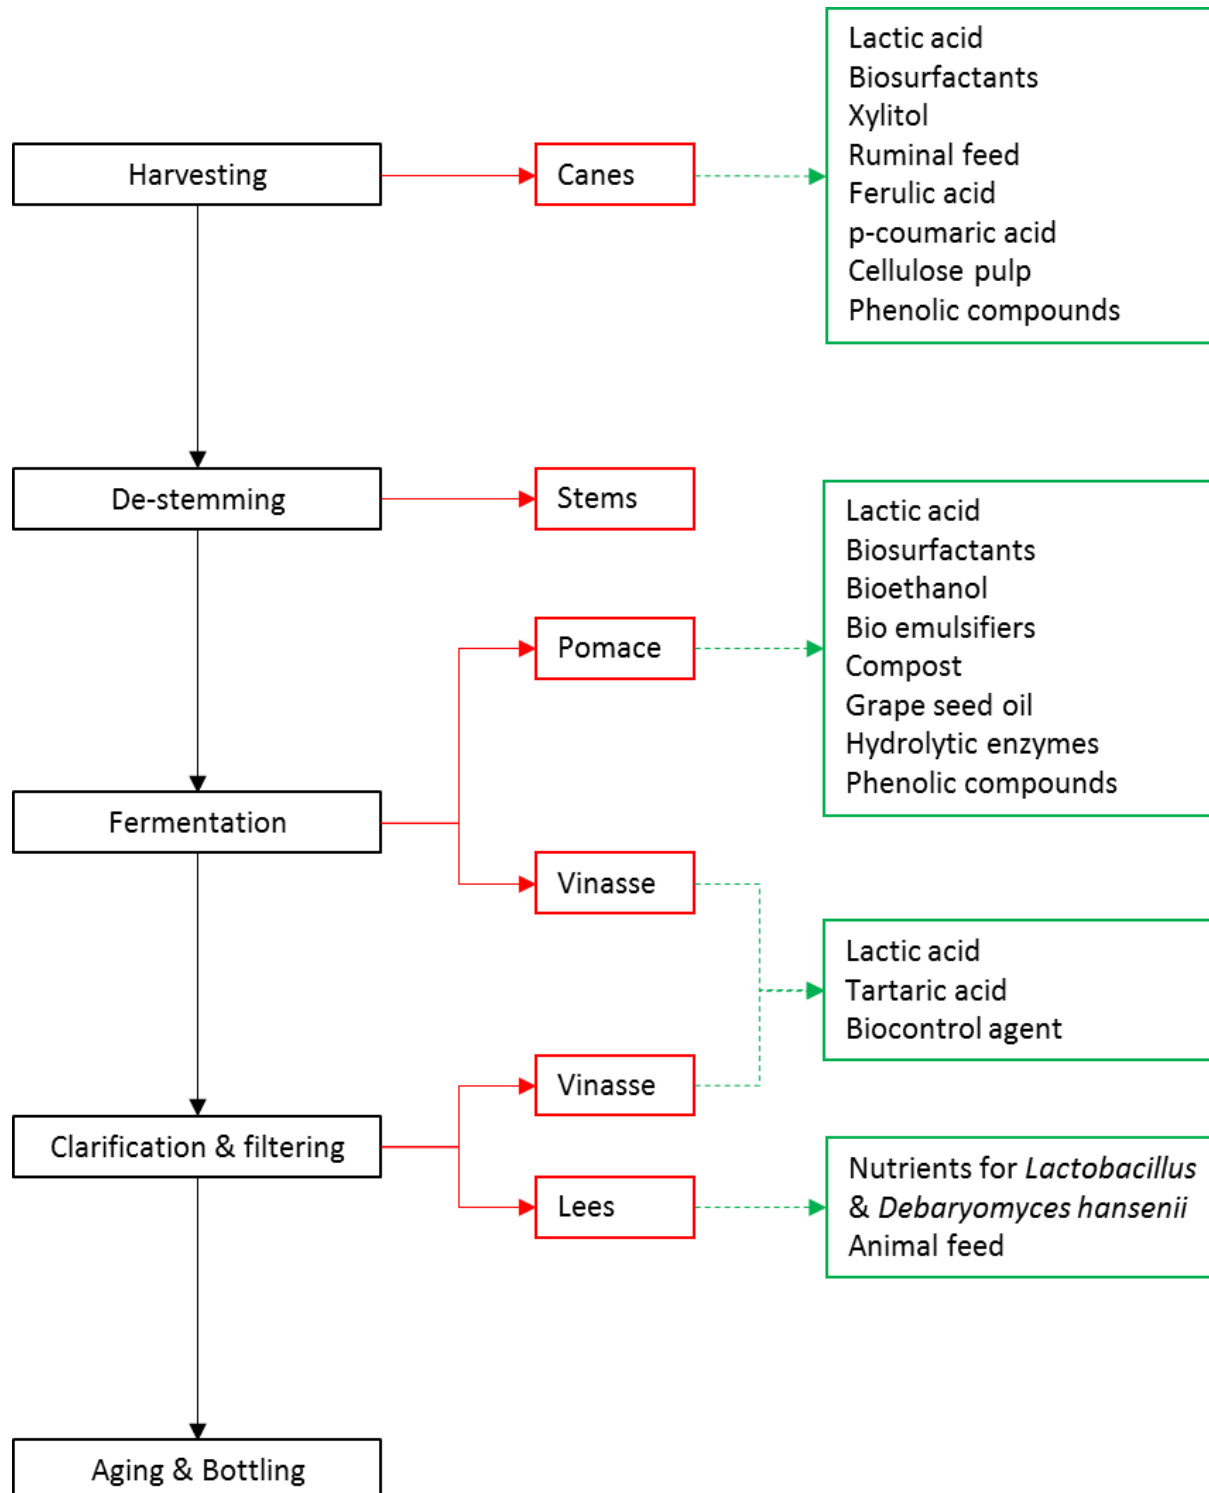 Lactic acid
Biosurfactants
Xylitol
Ruminal feed
Ferulic acid
p-coumaric acid
Cellulose pulp
Phenolic compounds
Harvesting
Canes
De-stemming
Stems
Lactic acid
Biosurfactants
Bioethanol
Bio emulsifiers
Compost
Grape seed oil
Hydrolytic enzymes
Phenolic compounds
Pomace
Fermentation
Vinasse
Lactic acid
Tartaric acid
Biocontrol agent
Vinasse
Clarification & filtering
Lees
Nutrients for Lactobacillus
& Debaryomyces hansenii
Animal feed
Aging & Bottling